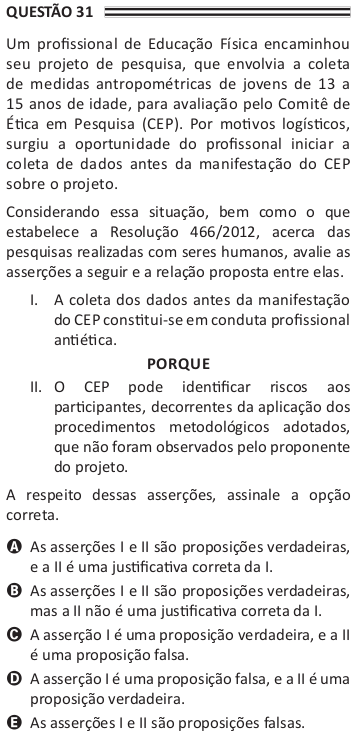 QUESTÃO 31
Um profissional de Educação Física encaminhou
seu projeto de pesquisa, que envolvia a coleta
de medidas antropométricas de jovens de 13 a
15 anos de idade, para avaliação pelo Comitê de
Ética em Pesquisa (CEP). Por motivos logísticos,
surgiu a oportunidade do profissonal iniciar a
coleta de dados antes da manifestação do CEP
sobre o projeto.
Considerando essa situação, bem como o que
estabelece a Resolução 466/2012, acerca das
pesquisas realizadas com seres humanos, avalie as
asserções a seguir e a relação proposta entre elas.
I. A coleta dos dados antes da manifestação
do CEP constitui-se em conduta profissional
antiética.
PORQUE
II. O CEP pode identificar riscos aos
participantes, decorrentes da aplicação dos
procedimentos metodológicos adotados,
que não foram observados pelo proponente
do projeto.
A respeito dessas asserções, assinale a opção
correta.
A As asserções I e II são proposições verdadeiras,
e a II é uma justificativa correta da I.
B As asserções I e II são proposições verdadeiras,
mas a II não é uma justificativa correta da I.
C A asserção I é uma proposição verdadeira, e a II
é uma proposição falsa.
D A asserção I é uma proposição falsa, e a II é uma
proposição verdadeira.
E As asserções I e II são proposições falsas.